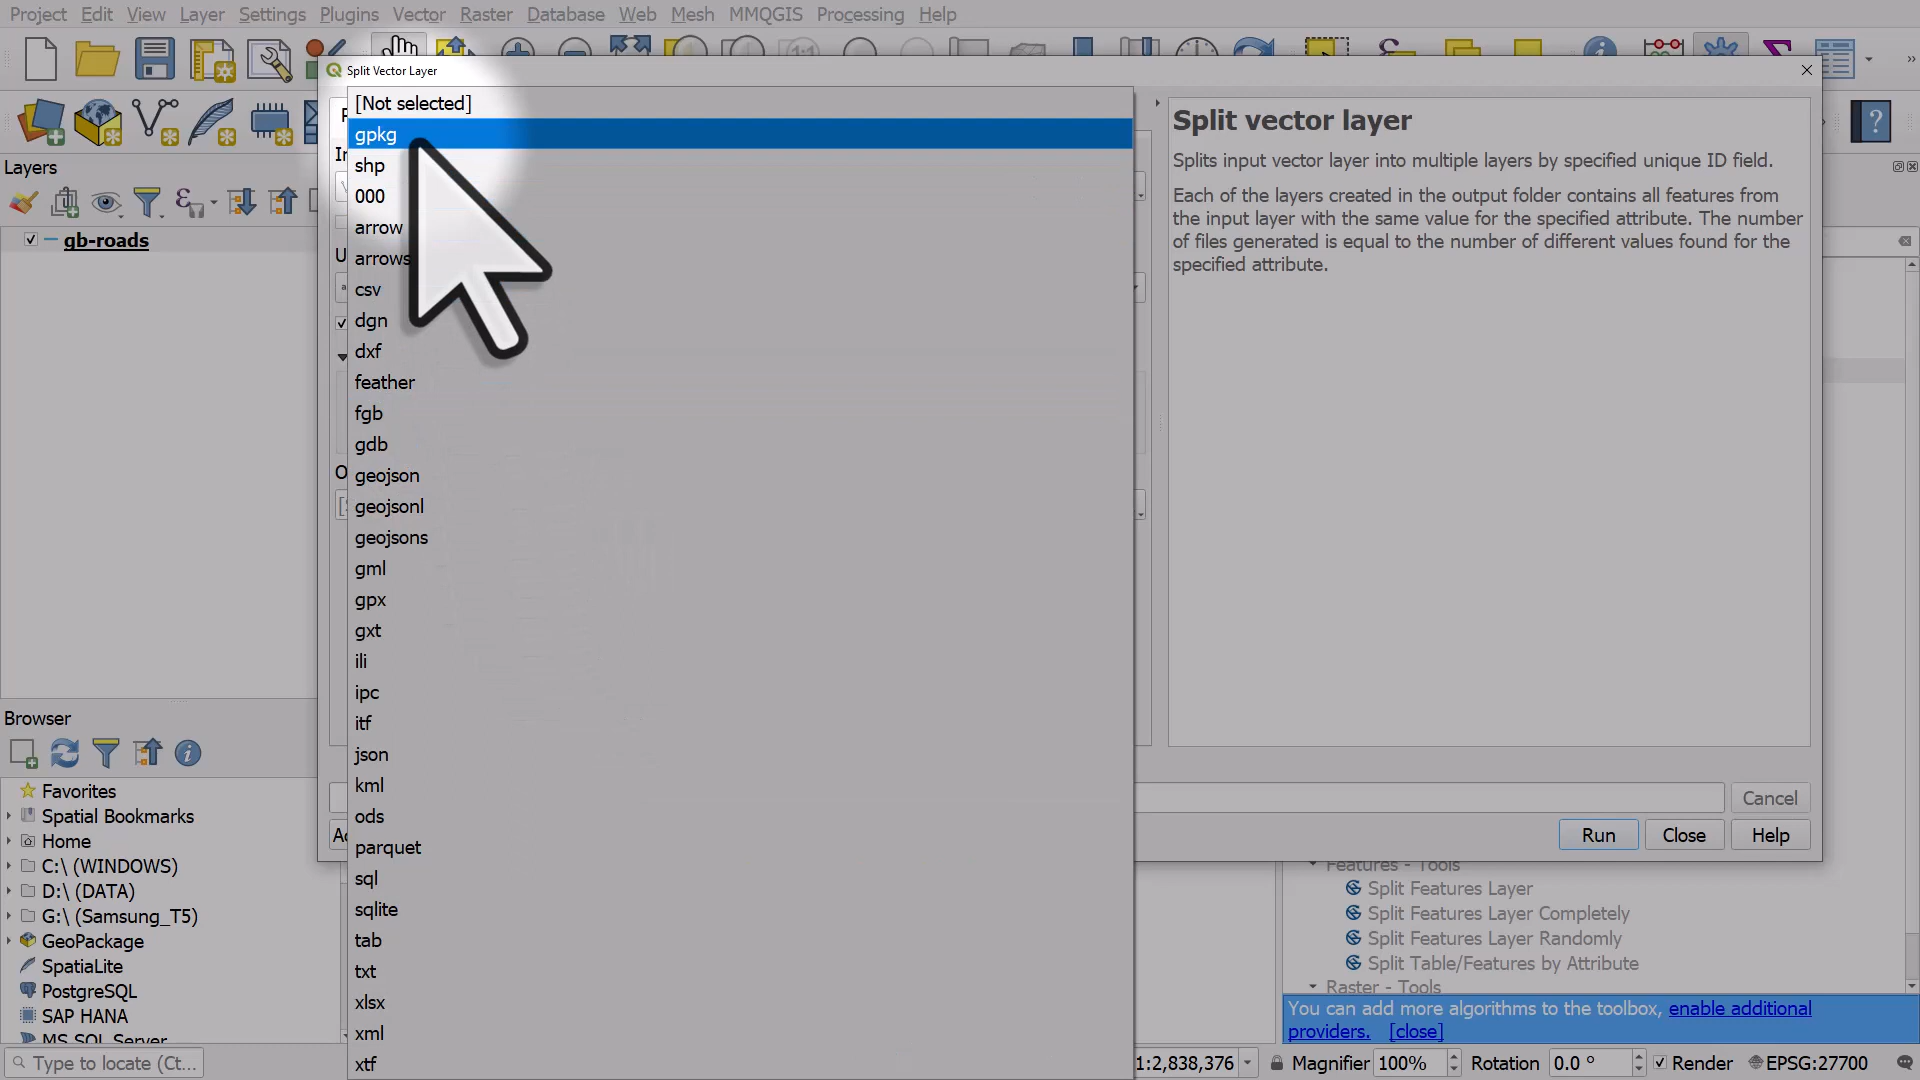 Project Edit View Layer Settings Plugins Vector Raster Database Web Mesh MMQGIS Processing Help
Split Vector Layer
[Not selected]
gpkg
shp
000
arrow
arrows
csv
dgn
dxf
feather
fgb
gdb
geojson
geojsonl
geojsons
gml
gpx
gxt
ili
ipc
itf
json
kml
ods
parquet
sql
sqlite
tab
txt
xlsx
xml
xtf
Split vector layer
Splits input vector layer into multiple layers by specified unique ID field.
Each of the layers created in the output folder contains all features from
the input layer with the same value for the specified attribute. The number
of files generated is equal to the number of different values found for the
specified attribute.
Cancel
Run Close Help
Layers
gb-roads
Browser
Favorites
Spatial Bookmarks
Home
C:\ (WINDOWS)
D:\ (DATA)
G:\ (Samsung_T5)
GeoPackage
SpatiaLite
PostgreSQL
SAP HANA
MS SQL Server
Features - Tools
Split Features Layer
Split Features Layer Completely
Split Features Layer Randomly
Split Table/Features by Attribute
Raster - Tools
You can add more algorithms to the toolbox, enable additional
providers. [close]
Type to locate (Ct...
1:2,838,376 Magnifier 100% Rotation 0.0 ° Render EPSG:27700